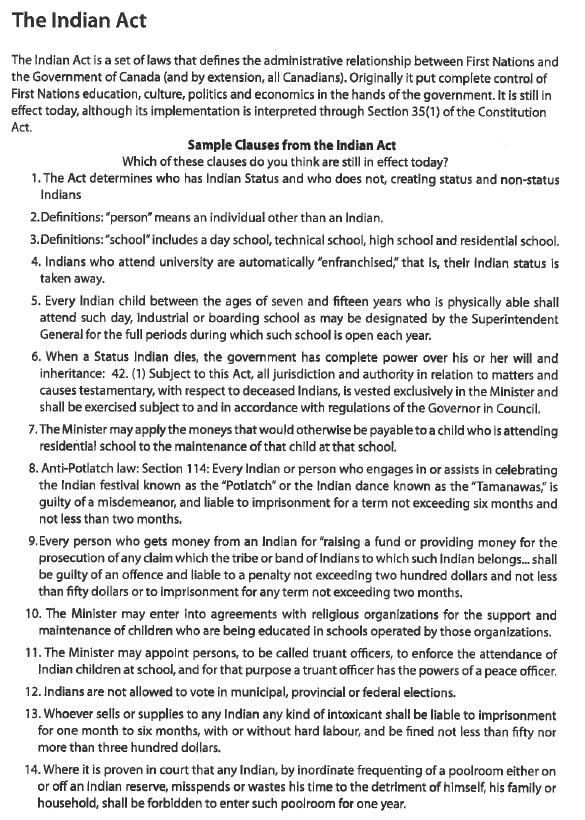 The Indian Act
The Indian Act is a set of laws that defines the administrative relationship between First Nations and
the Government of Canada (and by extension, all Canadians). Originally it put complete control of
First Nations education, culture, politics and economics in the hands of the government. It is still in
effect today, although its implementation is interpreted through Section 35(1) of the Constitution
Act.
Sample Clauses from the Indian Act
Which of these clauses do you think are still in effect today?
1. The Act determines who has Indian Status and who does not, creating status and non-status
Indians
2. Definitions: "person" means an individual other than an Indian.
3. Definitions: "school" includes a day school, technical school, high school and residential school.
4. Indians who attend university are automatically "enfranchised," that is, their Indian status is
taken away.
5. Every Indian child between the ages of seven and fifteen years who is physically able shall
attend such day, industrial or boarding school as may be designated by the Superintendent
General for the full periods during which such school is open each year.
6. When a Status Indian dies, the government has complete power over his or her will and
inheritance: 42. (1) Subject to this Act, all jurisdiction and authority in relation to matters and
causes testamentary, with respect to deceased Indians, is vested exclusively in the Minister and
shall be exercised subject to and in accordance with regulations of the Governor in Council.
7. The Minister may apply the moneys that would otherwise be payable to a child who is attending
residential school to the maintenance of that child at that school.
8. Anti-Potlatch law: Section 114: Every Indian or person who engages in or assists in celebrating
the Indian festival known as the "Potlatch" or the Indian dance known as the "Tamanawas," is
guilty of a misdemeanor, and liable to imprisonment for a term not exceeding six months and
not less than two months.
9. Every person who gets money from an Indian for "raising a fund or providing money for the
prosecution of any claim which the tribe or band of Indians to which such Indian belongs... shall
be guilty of an offence and liable to a penalty not exceeding two hundred dollars and not less
than fifty dollars or to imprisonment for any term not exceeding two months.
10. The Minister may enter into agreements with religious organizations for the support and
maintenance of children who are being educated in schools operated by those organizations.
11. The Minister may appoint persons, to be called truant officers, to enforce the attendance of
Indian children at school, and for that purpose a truant officer has the powers of a peace officer.
12. Indians are not allowed to vote in municipal, provincial or federal elections.
13. Whoever sells or supplies to any Indian any kind of intoxicant shall be liable to imprisonment
for one month to six months, with or without hard labour, and be fined not less than fifty nor
more than three hundred dollars.
14. Where it is proven in court that any Indian, by inordinate frequenting of a poolroom either on
or off an Indian reserve, misspends or wastes his time to the detriment of himself, his family or
household, shall be forbidden to enter such poolroom for one year.